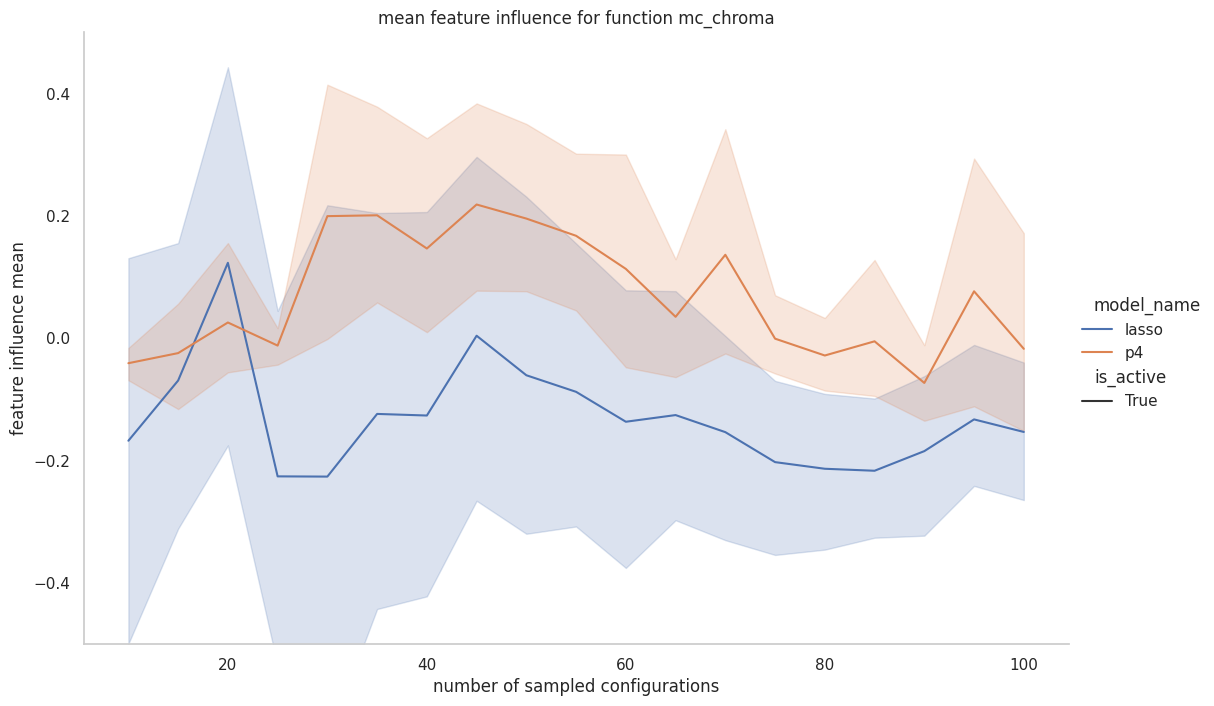 mean feature influence for function mc_chroma
feature influence mean
0.4
0.2
0.0
−0.2
−0.4
20
40
60
80
100
number of sampled configurations
model_name
lasso
p4
is_active
True